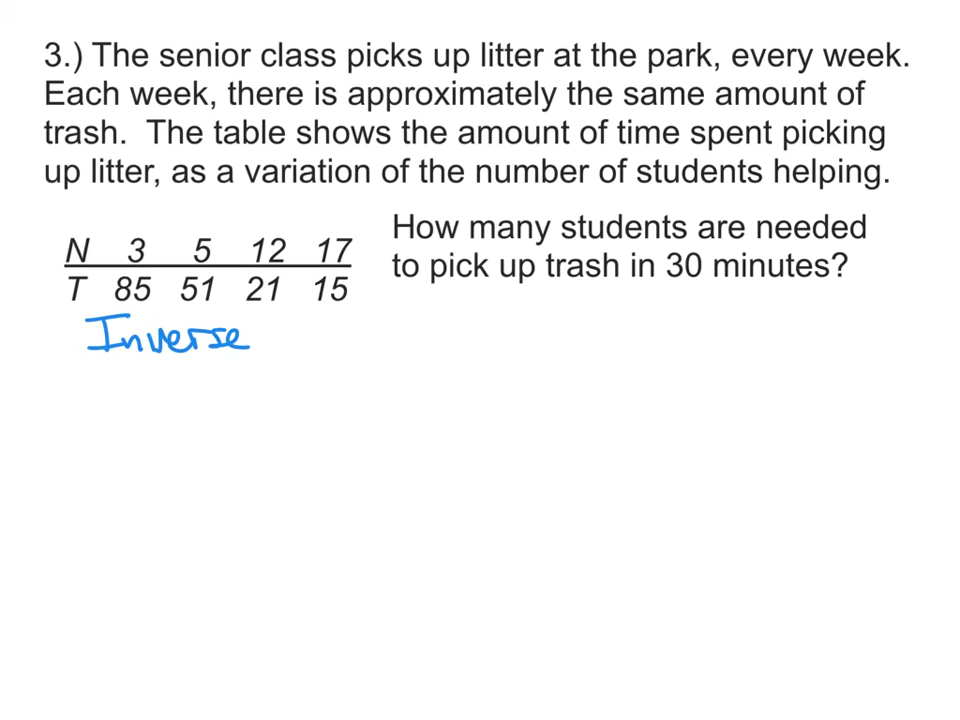 3.) The senior class picks up litter at the park, every week.
Each week, there is approximately the same amount of
trash. The table shows the amount of time spent picking
up litter, as a variation of the number of students helping.
N 3 5 12 17
T 85 51 21 15
Inverse
How many students are needed
to pick up trash in 30 minutes?